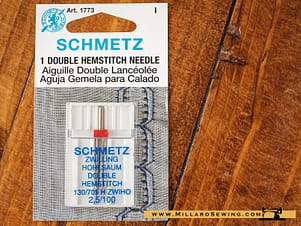 Art. 1773
I
SCHMETZ
1 DOUBLE HEMSTITCH NEEDLE
Aiguille Double Lancéolée
Aguja Gemela para Calado
SCHMETZ
ZWILLING
HOHLSAUM
DOUBLE
HEMSTITCH
130/705 H ZWIHO
2,5/100
WWW.MILLARDSEWING.COM